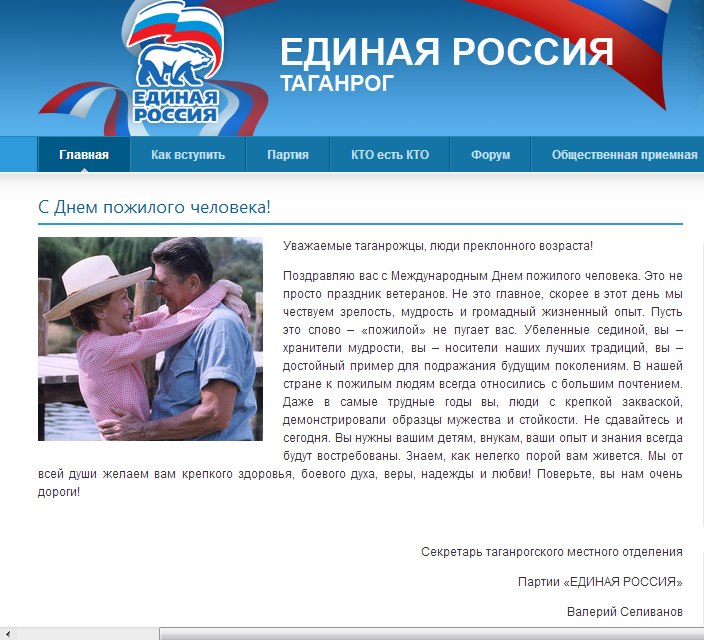 ЕДИНАЯ
РОССИЯ
ЕДИНАЯ РОССИЯ
ТАГАНРОГ
Главная Как вступить Партия КТО есть КТО Форум Общественная приемная
С Днем пожилого человека!
Уважаемые таганрожцы, люди преклонного возраста!
Поздравляю вас с Международным Днем пожилого человека. Это не
просто праздник ветеранов. Не это главное, скорее в этот день мы
чествуем зрелость, мудрость и громадный жизненный опыт. Пусть
это слово – «пожилой» не пугает вас. Убеленные сединой, вы –
хранители мудрости, вы – носители наших лучших традиций, вы –
достойный пример для подражания будущим поколениям. В нашей
стране к пожилым людям всегда относились с большим почтением.
Даже в самые трудные годы вы, люди с крепкой закваской,
демонстрировали образцы мужества и стойкости. Не сдавайтесь и
сегодня. Вы нужны вашим детям, внукам, ваши опыт и знания всегда
будут востребованы. Знаем, как нелегко порой вам живется. Мы от
всей души желаем вам крепкого здоровья, боевого духа, веры, надежды и любви! Поверьте, вы нам очень
дороги!
Секретарь таганрогского местного отделения
Партии «ЕДИНАЯ РОССИЯ»
Валерий Селиванов